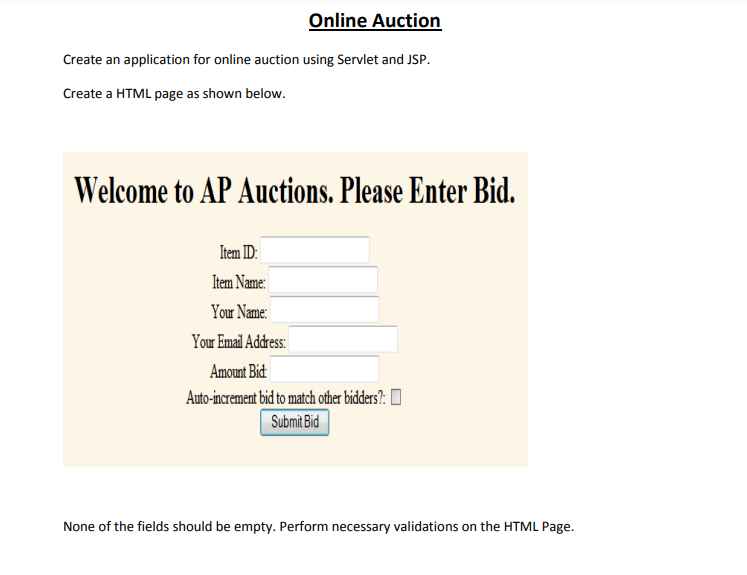 Online Auction
Create an application for online auction using Servlet and JSP.
Create a HTML page as shown below.
Welcome to AP Auctions. Please Enter Bid.
Item ID:
Item Name:
Your Name:
Your Email Address:
Amount Bid:
Auto-increment bid to match other bidders?:
Submit Bid
None of the fields should be empty. Perform necessary validations on the HTML Page.